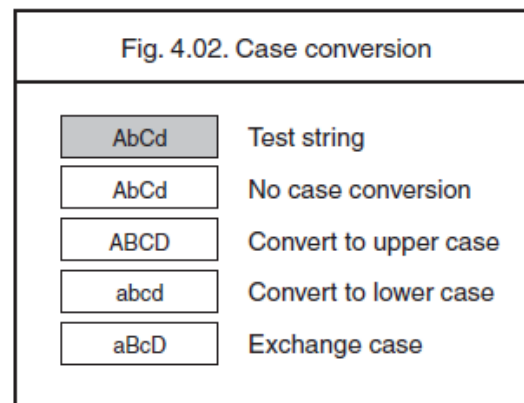 Fig. 4.02. Case conversion
AbCd Test string
AbCd No case conversion
ABCD Convert to upper case
abcd Convert to lower case
aBcD Exchange case